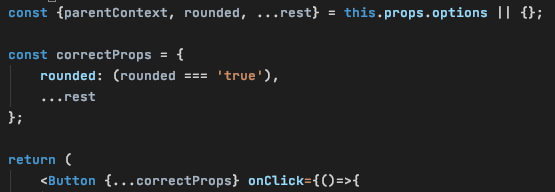 const {parentContext, rounded, ...rest} = this.props.options || {};
const correctProps = {
rounded: (rounded === 'true'),
...rest
};
return (
<Button {...correctProps} onClick={()=>{